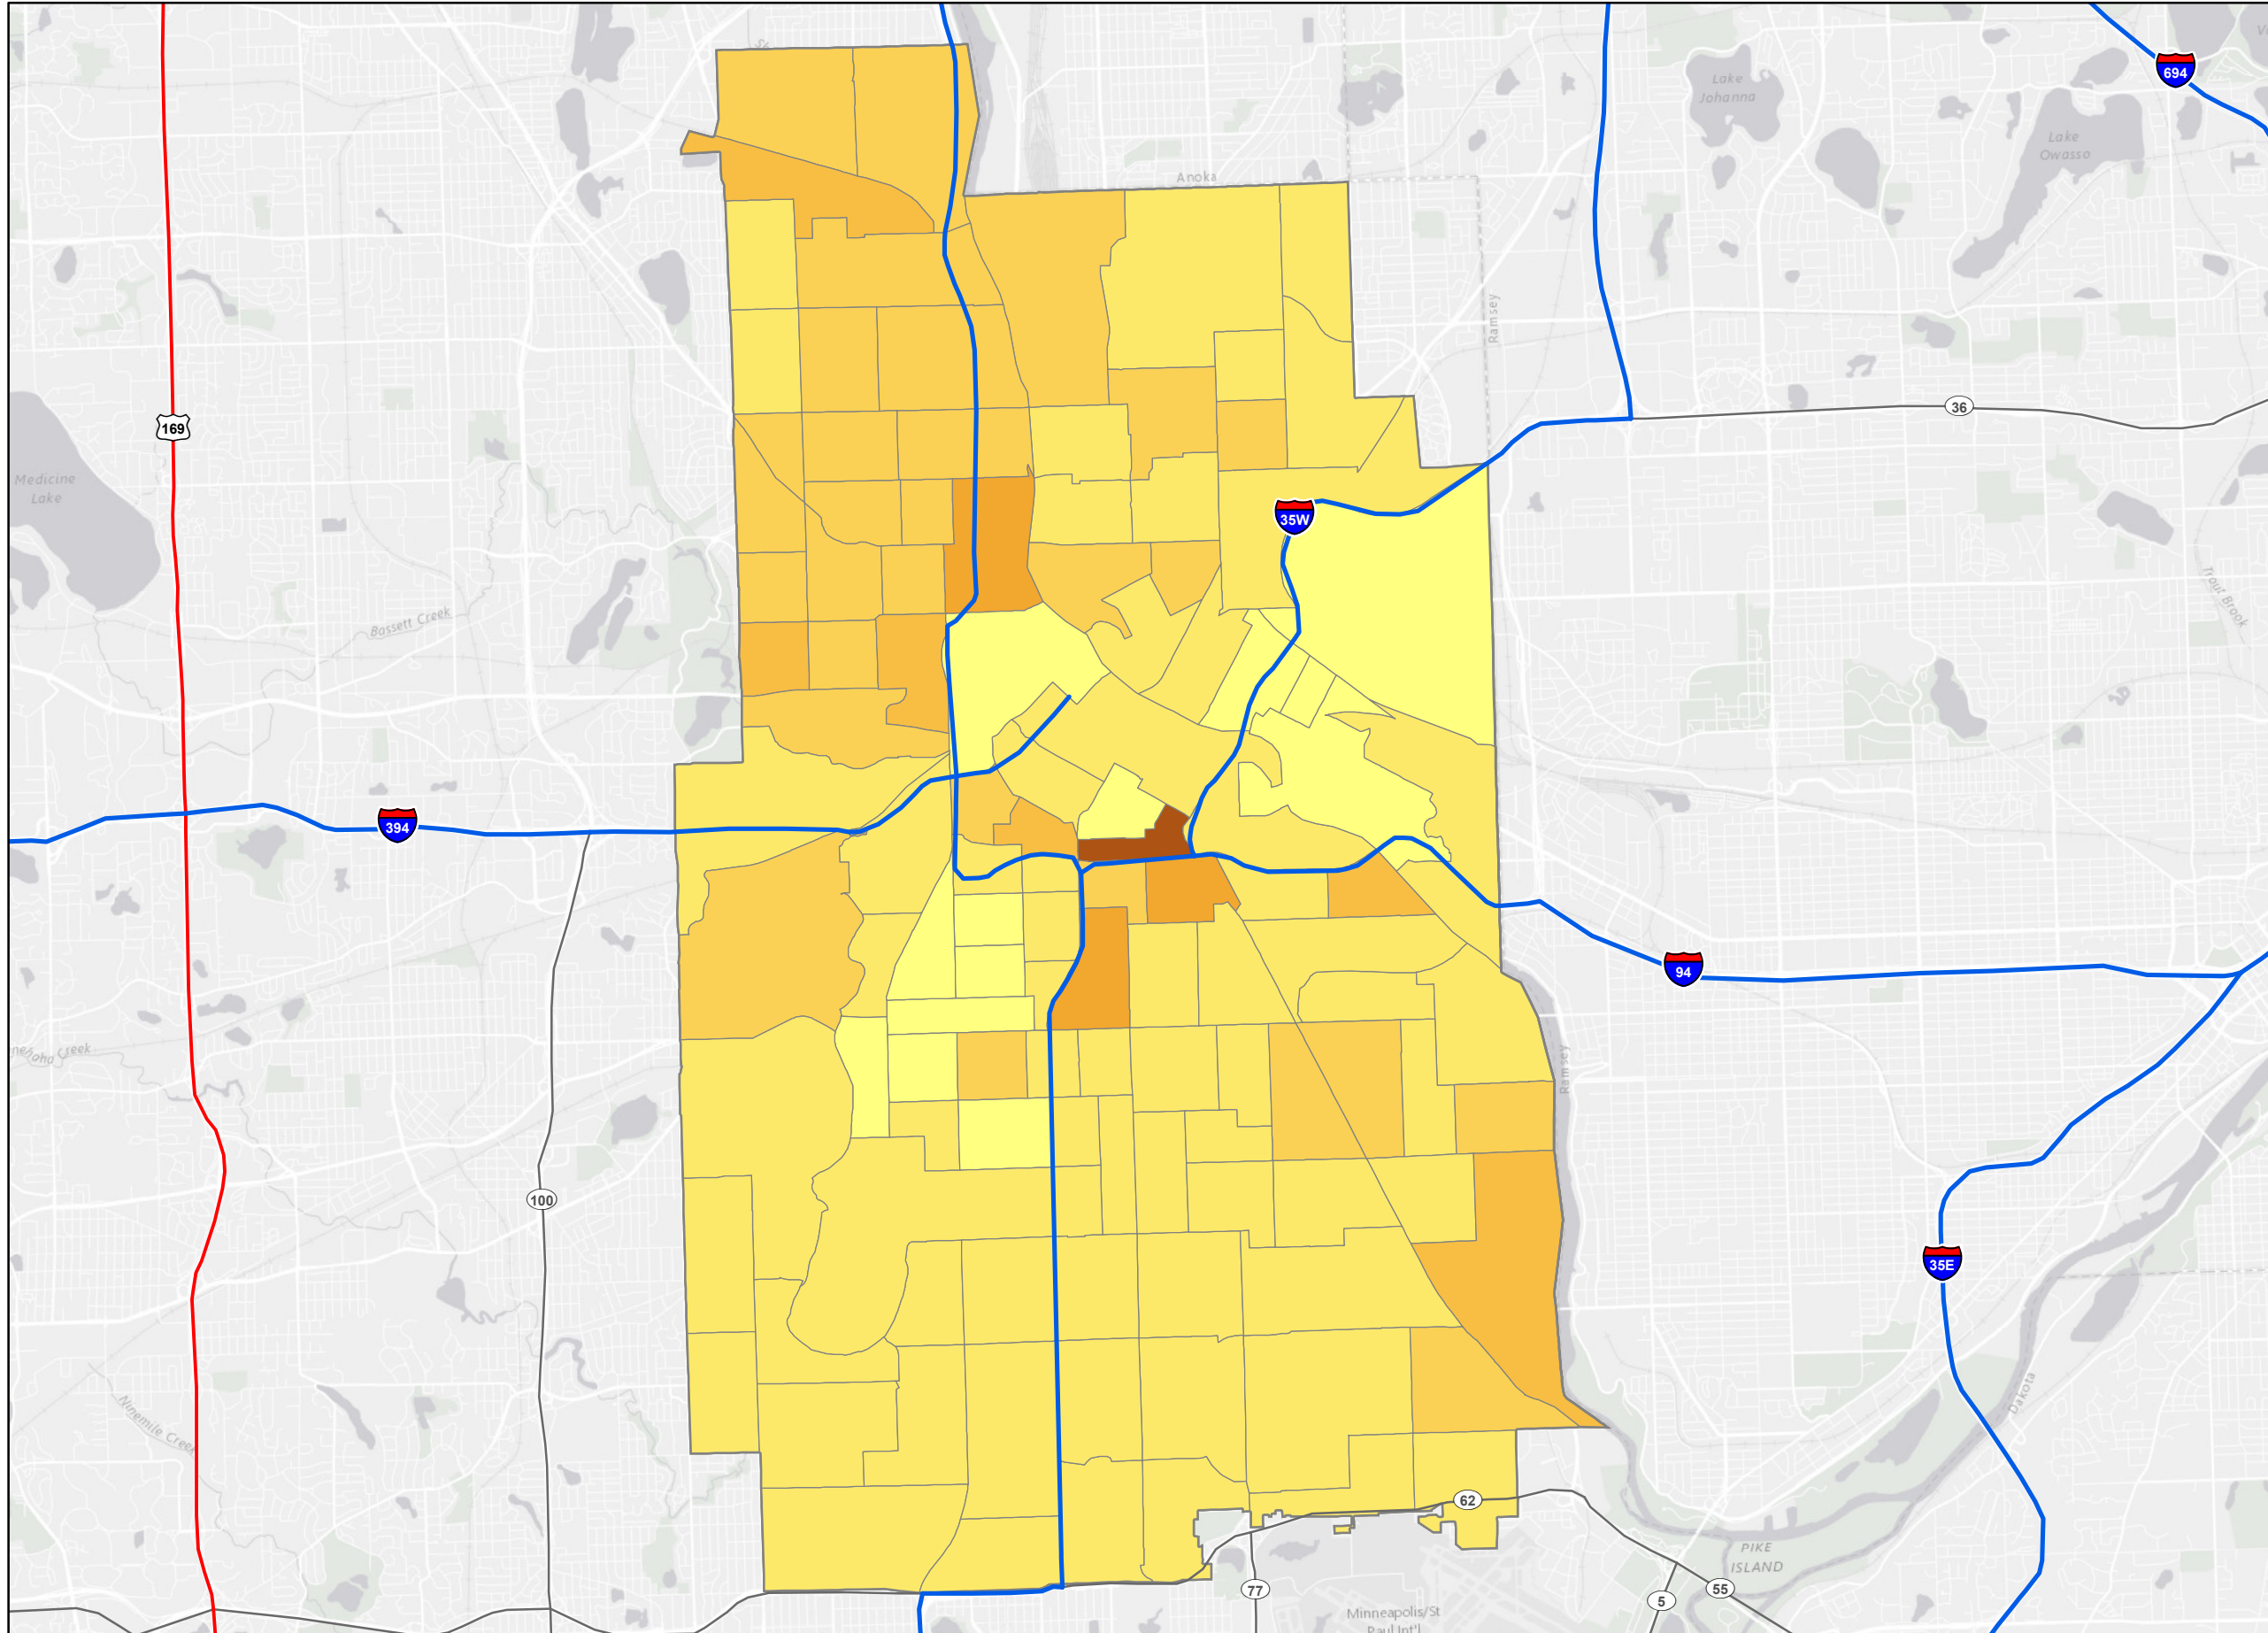 694
Lake
Johanna
Lake
Owasso
Anoka
Ramsey
36
169
Medicine
Lake
35W
Trout Brook
Bassett Creek
394
94
Ramsey
100
35E
Dakota
Ninemile Creek
62
PIKE
ISLAND
77
55
5
Minneapolis/St
Paul Int'l